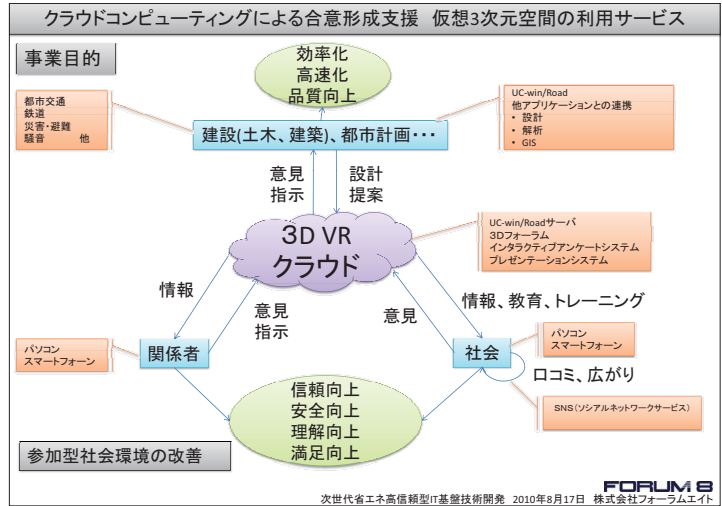 クラウドコンピューティングによる合意形成支援 仮想3次元空間の利用サービス
事業目的
効率化
高速化
品質向上
都市交通
鉄道
災害・避難
騒音 他
建設(土木、建築)、都市計画･･･
UC-win/Road
他アプリケーションとの連携
• 設計
• 解析
• GIS
意見
指示
設計
提案
3D VR
クラウド
UC-win/Roadサーバ
3Dフォーラム
インタラクティブアンケートシステム
プレゼンテーションシステム
情報
意見
指示
意見
情報、教育、トレーニング
パソコン
スマートフォーン
関係者
社会
パソコン
スマートフォーン
口コミ、広がり
SNS(ソシアルネットワークサービス)
信頼向上
安全向上
理解向上
満足向上
参加型社会環境の改善
FORUM 8
次世代省エネ高信頼型IT基盤技術開発 2010年8月17日 株式会社フォーラムエイト